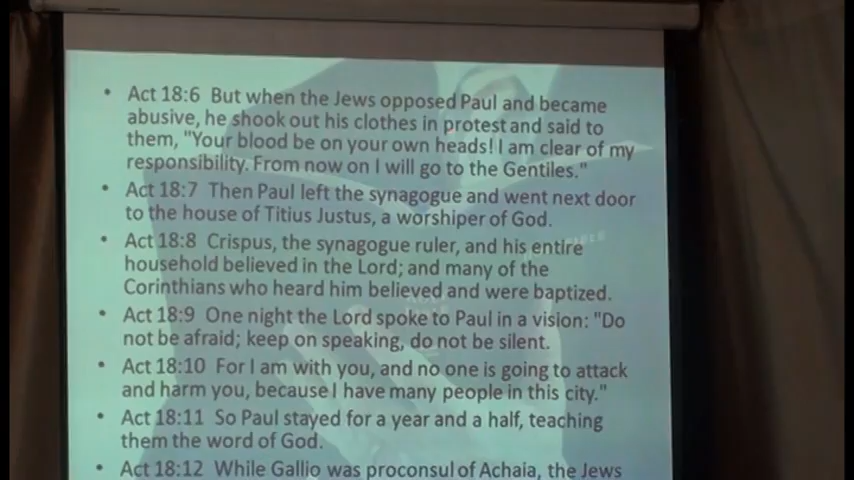 • Act 18:6 But when the Jews opposed Paul and became
abusive, he shook out his clothes in protest and said to
them, "Your blood be on your own heads! I am clear of my
responsibility. From now on I will go to the Gentiles."
• Act 18:7 Then Paul left the synagogue and went next door
to the house of Titius Justus, a worshiper of God.
• Act 18:8 Crispus, the synagogue ruler, and his entire
household believed in the Lord; and many of the
Corinthians who heard him believed and were baptized.
• Act 18:9 One night the Lord spoke to Paul in a vision: "Do
not be afraid; keep on speaking, do not be silent.
• Act 18:10 For I am with you, and no one is going to attack
and harm you, because I have many people in this city."
• Act 18:11 So Paul stayed for a year and a half, teaching
them the word of God.
• Act 18:12 While Gallio was proconsul of Achaia, the Jews